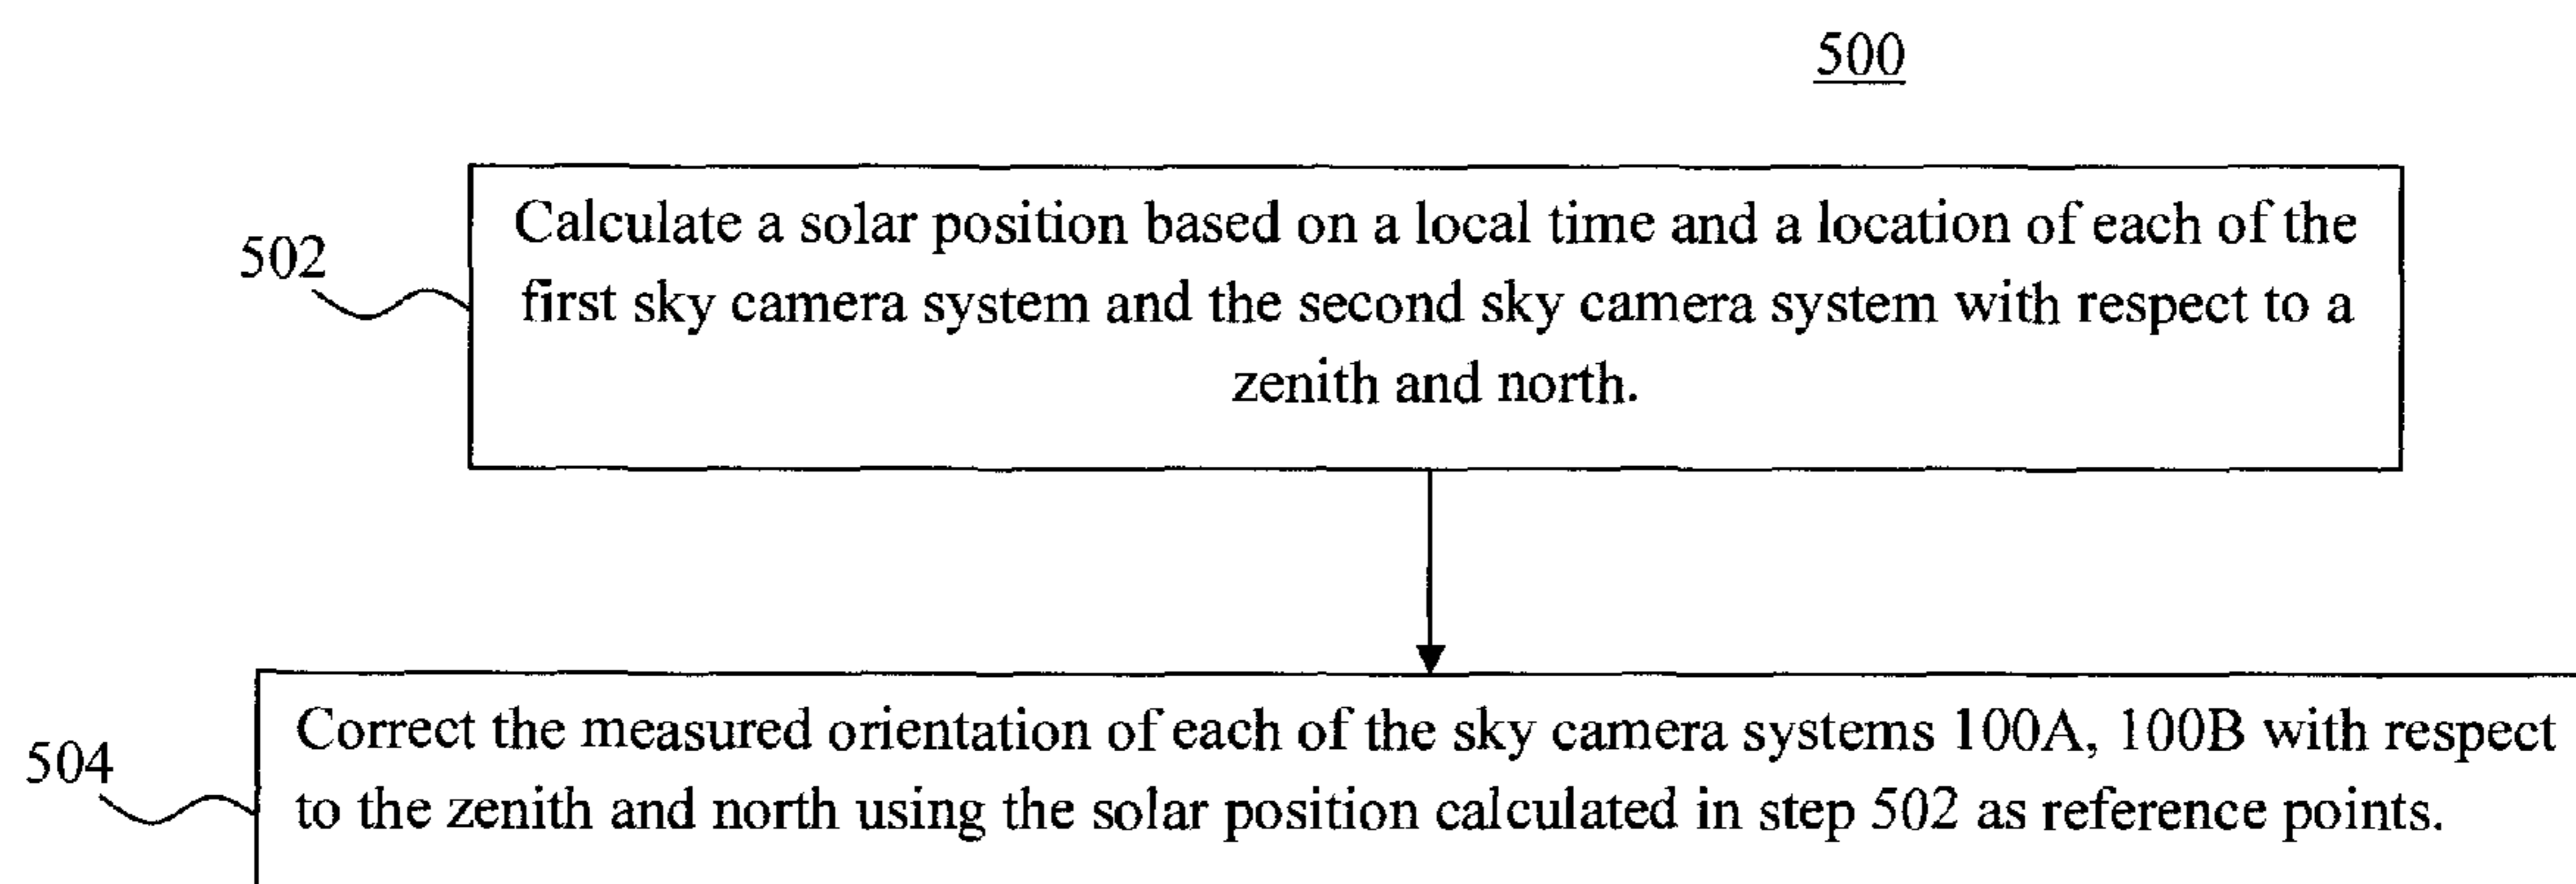 500
502
Calculate a solar position based on a local time and a location of each of the
first sky camera system and the second sky camera system with respect to a
zenith and north.
504
Correct the measured orientation of each of the sky camera systems 100A, 100B with respect
to the zenith and north using the solar position calculated in step 502 as reference points.